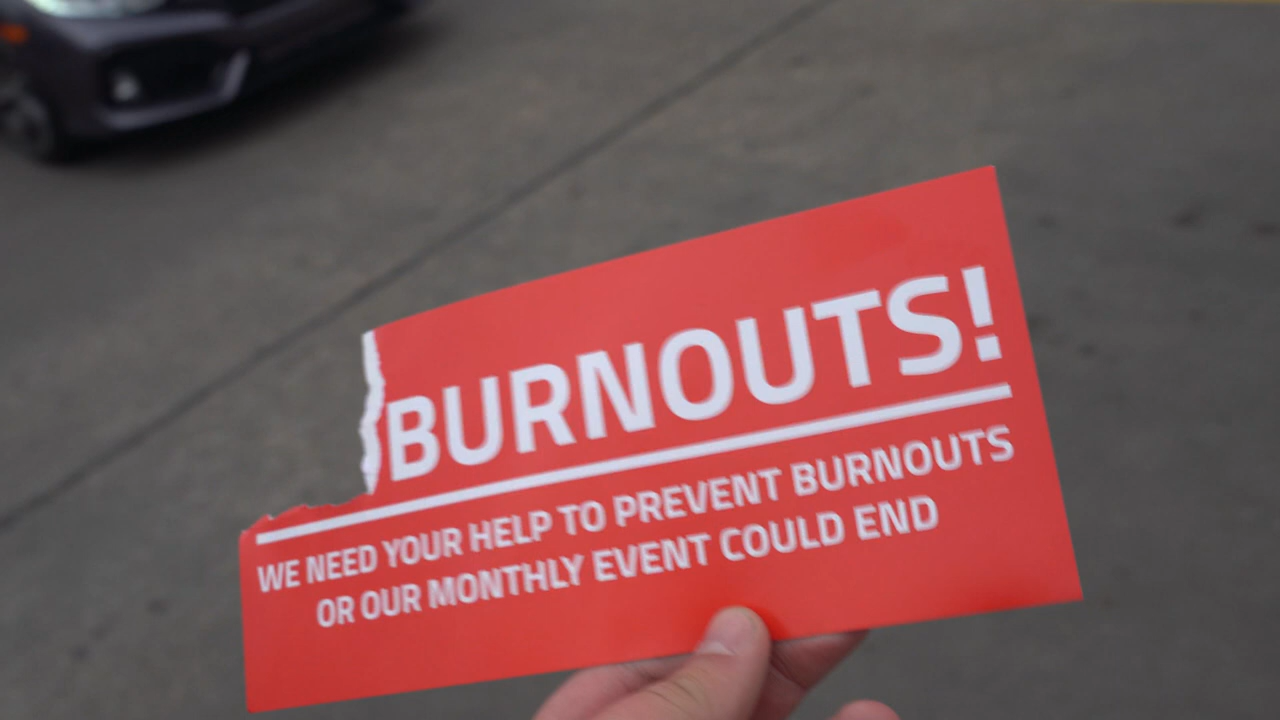 BURNOUTS!
WE NEED YOUR HELP TO PREVENT BURNOUTS
OR OUR MONTHLY EVENT COULD END